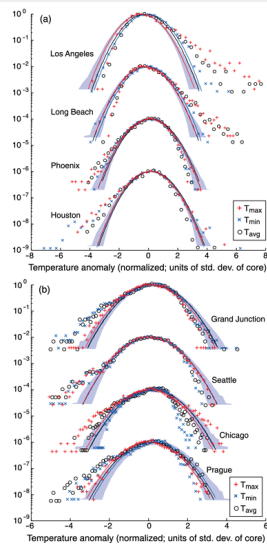 (a)
10⁰
10⁻¹
Los Angeles
10⁻²
10⁻³
Long Beach
10⁻⁴
10⁻⁵
Phoenix
10⁻⁶
10⁻⁷
Houston
10⁻⁸
10⁻⁹
Tmax
Tmin
Tavg
−8 −4 0 4 8
Temperature anomaly (normalized; units of std. dev. of core)
(b)
10⁰
10⁻¹
Grand Junction
10⁻²
10⁻³
Seattle
10⁻⁴
10⁻⁵
Chicago
10⁻⁶
10⁻⁷
Prague
10⁻⁸
10⁻⁹
Tmax
Tmin
Tavg
−6 −4 −2 0 2 4 6
Temperature anomaly (normalized; units of std. dev. of core)